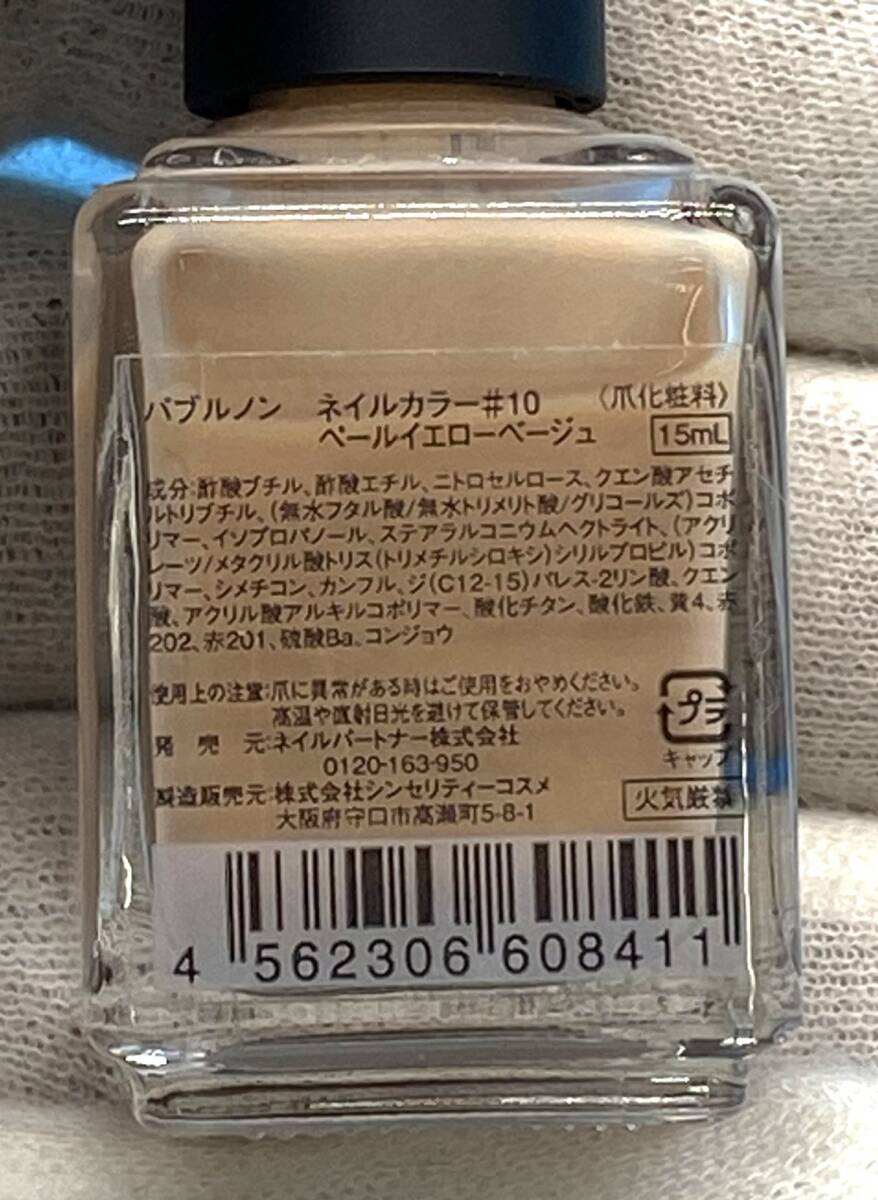 バブルノン ネイルカラー#10 〈爪化粧料〉
ペールイエローベージュ 15mL
成分:酢酸ブチル、酢酸エチル、ニトロセルロース、クエン酸アセチ
ルトリブチル、(無水フタル酸/無水トリメリト酸/グリコールズ)コポ
リマー、イソプロパノール、ステアラルコニウムヘクトライト、(アクリ
レーツ/メタクリル酸トリス(トリメチルシロキシ)シリルプロピル)コポ
リマー、シメチコン、カンフル、ジ(C12-15)パレス-2リン酸、クエン
酸、アクリル酸アルキルコポリマー、酸化チタン、酸化鉄、黄4、赤
202、赤201、硫酸Ba、コンジョウ
使用上の注意:爪に異常がある時はご使用をおやめください。
高温や直射日光を避けて保管してください。
発売元:ネイルパートナー株式会社
0120-163-950
製造販売元:株式会社シンセリティーコスメ
大阪府守口市高瀬町5-8-1
プラ
キャップ
火気厳禁
4 562306 608411